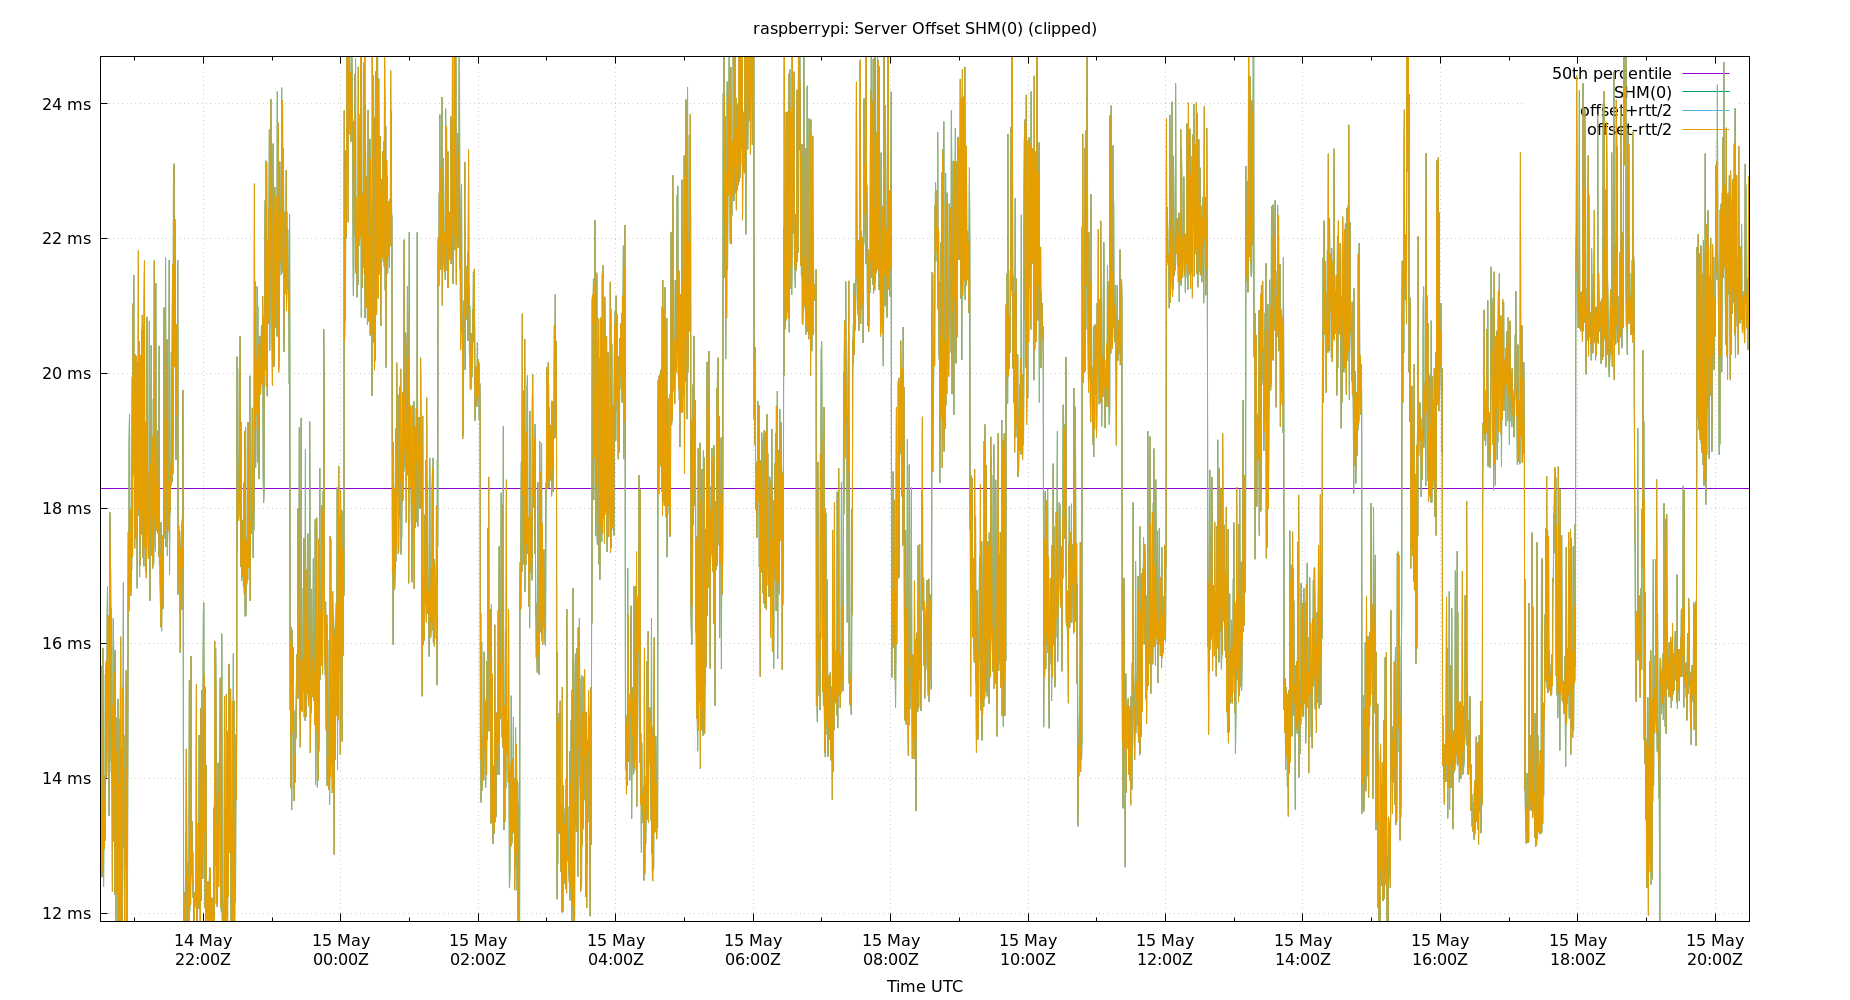 raspberrypi: Server Offset SHM(0) (clipped)
50th percentile
SHM(0)
offset+rtt/2
offset-rtt/2
24 ms
22 ms
20 ms
18 ms
16 ms
14 ms
12 ms
14 May 15 May 15 May 15 May 15 May 15 May 15 May 15 May 15 May 15 May 15 May 15 May
22:00Z 00:00Z 02:00Z 04:00Z 06:00Z 08:00Z 10:00Z 12:00Z 14:00Z 16:00Z 18:00Z 20:00Z
Time UTC